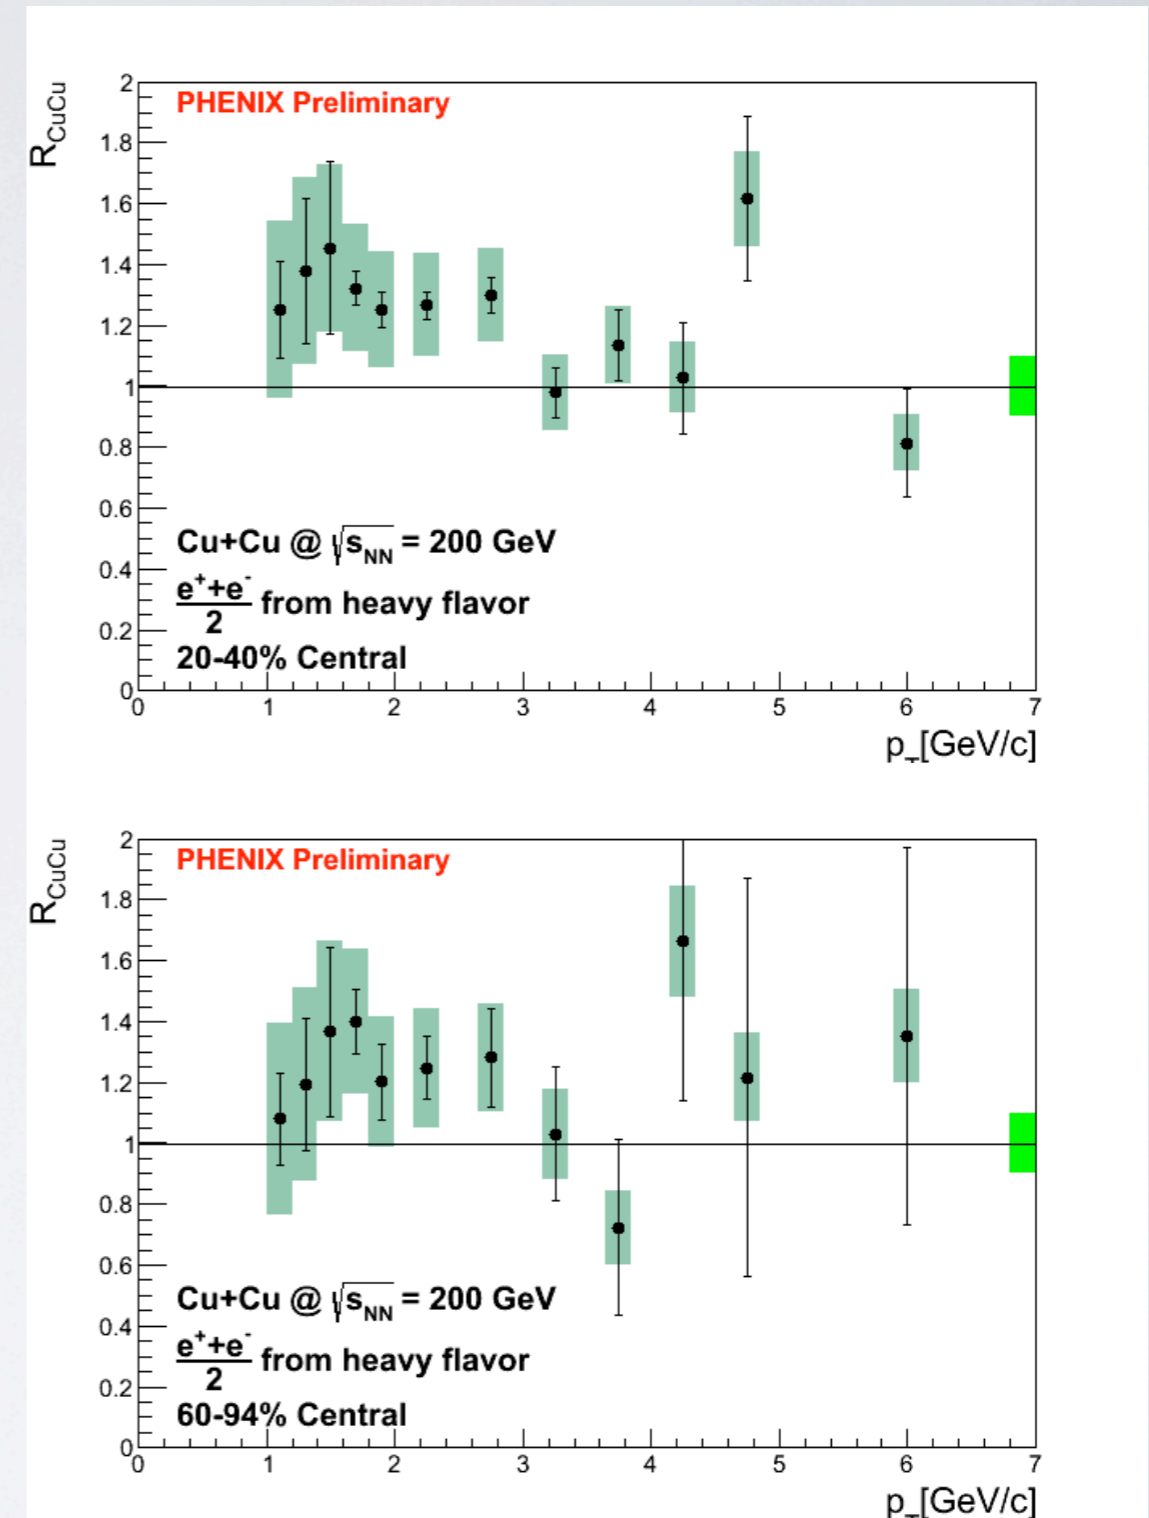 R_CuCu
2
PHENIX Preliminary
1.8
1.6
1.4
1.2
1
0.8
0.6
Cu+Cu @ √s_NN = 200 GeV
0.4
e⁺+e⁻
2
from heavy flavor
0.2
20-40% Central
0
0 1 2 3 4 5 6 7
p_T[GeV/c]
R_CuCu
2
PHENIX Preliminary
1.8
1.6
1.4
1.2
1
0.8
0.6
Cu+Cu @ √s_NN = 200 GeV
0.4
e⁺+e⁻
2
from heavy flavor
0.2
60-94% Central
0
0 1 2 3 4 5 6 7
p_T[GeV/c]